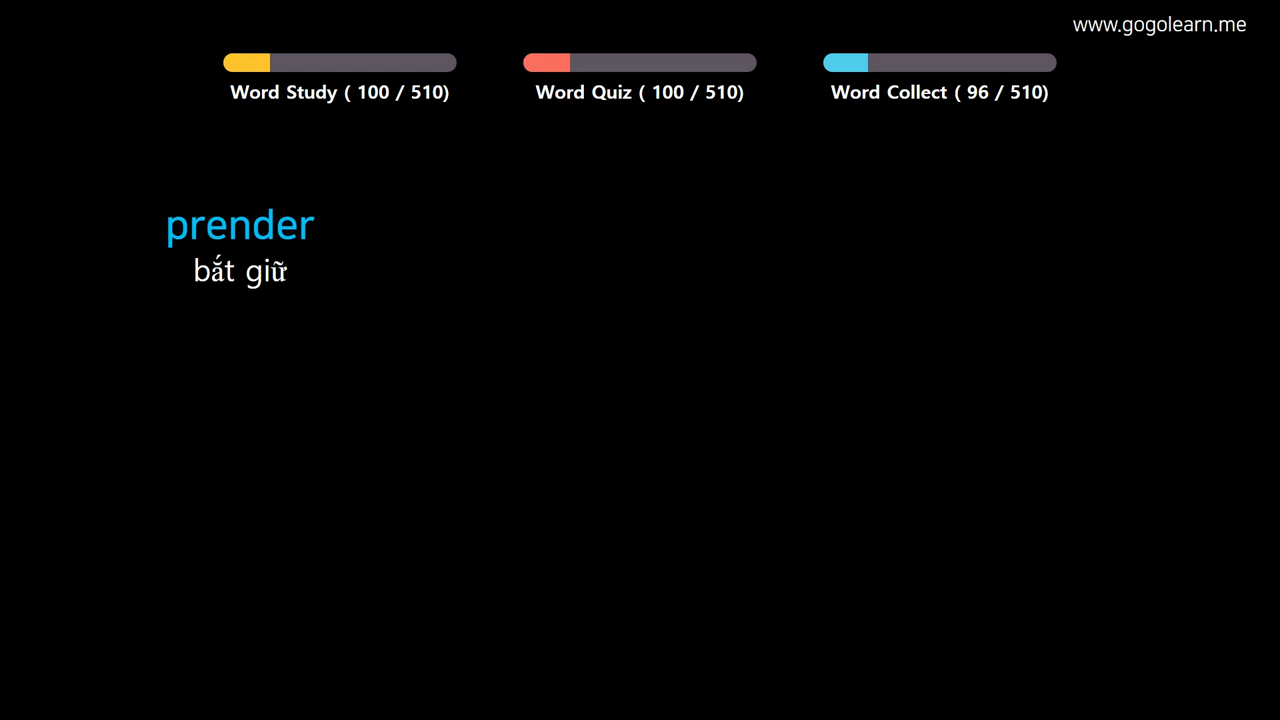 www.gogolearn.me
Word Study ( 100 / 510)
Word Quiz ( 100 / 510)
Word Collect ( 96 / 510)
prender
bắt giữ